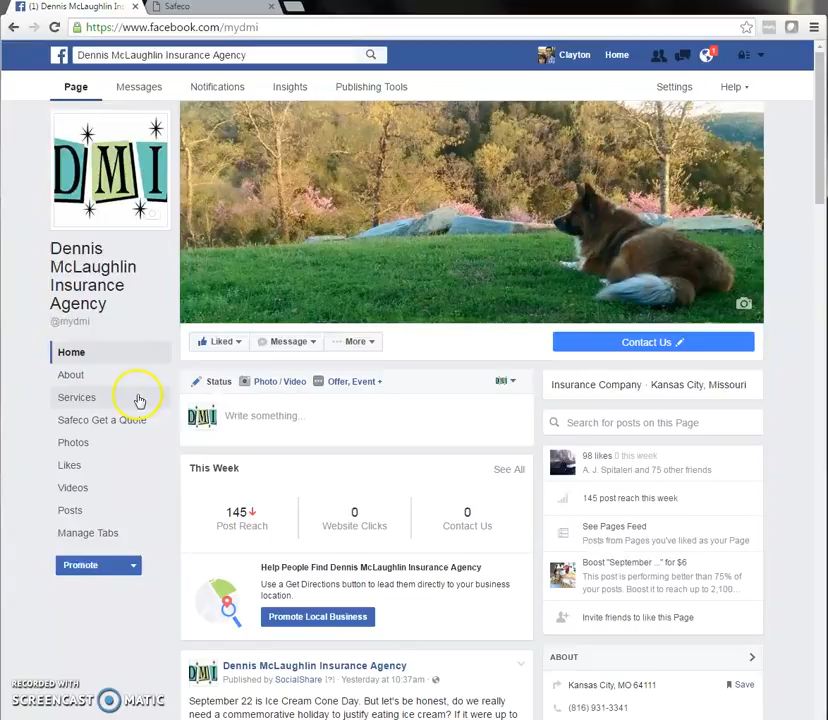 (1) Dennis McLaughlin Ins
Safeco
https://www.facebook.com/mydmi
Dennis McLaughlin Insurance Agency
Clayton
Home
1
Page
Messages
Notifications
Insights
Publishing Tools
Settings
Help
DMI
Dennis
McLaughlin
Insurance
Agency
@mydmi
Home
About
Services
Safeco Get a Quote
Photos
Likes
Videos
Posts
Manage Tabs
Promote
Liked
Message
More
Contact Us
Status
Photo / Video
Offer, Event +
DMI
DMI
Write something...
This Week
See All
145
Post Reach
0
Website Clicks
0
Contact Us
Help People Find Dennis McLaughlin Insurance Agency
Use a Get Directions button to lead them directly to your business
location.
Promote Local Business
DMI
Dennis McLaughlin Insurance Agency
Published by SocialShare [?] · Yesterday at 10:37am ·
September 22 is Ice Cream Cone Day. But let's be honest, do we really
need a commemorative holiday to justify eating ice cream? If it were up to
Insurance Company · Kansas City, Missouri
Search for posts on this Page
98 likes 0 this week
A. J. Spitaleri and 75 other friends
145 post reach this week
See Pages Feed
Posts from Pages you've liked as your Page
Boost "September ..." for $6
This post is performing better than 75% of
your posts. Boost it to reach up to 2,100...
Invite friends to like this Page
ABOUT
Kansas City, MO 64111
Save
(816) 931-3341
RECORDED WITH
SCREENCAST MATIC